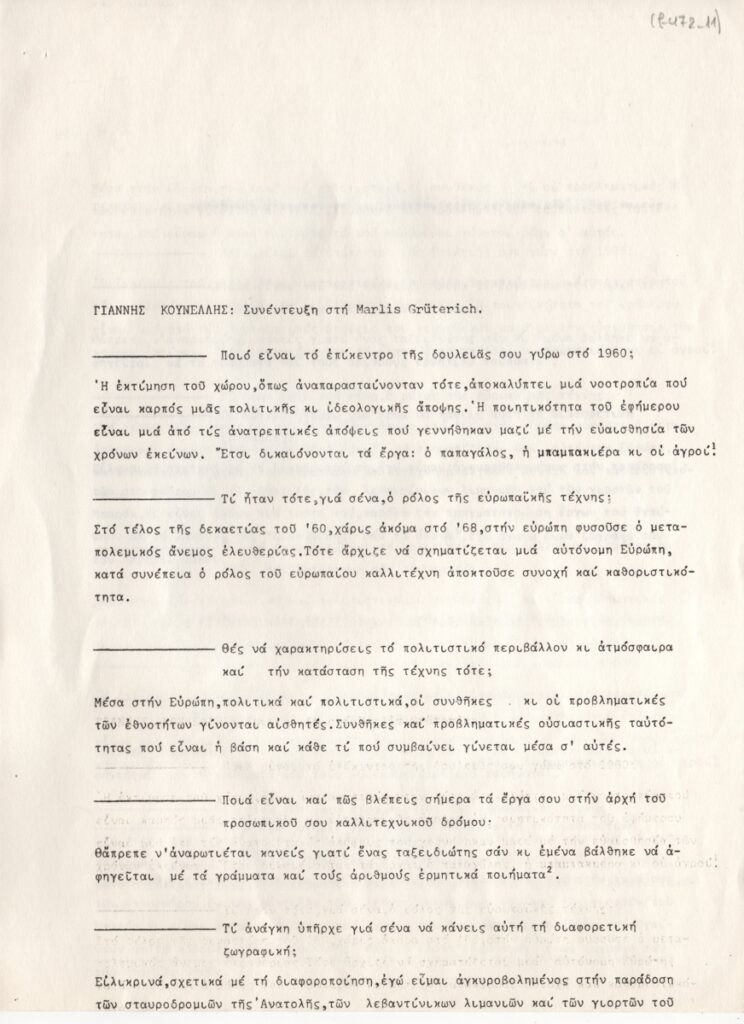 (P-472_11)
ΓΙΑΝΝΗΣ ΚΟΥΝΕΛΛΗΣ: Συνέντευξη στή Marlis Grüterich.
Ποιό εἶναι τό ἐπίκεντρο τῆς δουλειᾶς σου γύρω στό 1960;
Ἡ ἐκτίμηση τοῦ χώρου,ὅπως ἀναπαρασταίνονταν τότε,ἀποκαλύπτει μιά νοοτροπία πού
εἶναι καρπός μιᾶς πολιτικῆς κι ἰδεολογικῆς ἄποψης.Ἡ ποιητικότητα τοῦ ἐφήμερου
εἶναι μιά ἀπό τίς ἀνατρεπτικές ἀπόψεις πού γεννήθηκαν μαζί μέ τήν εὐαισθησία τῶν
χρόνων ἐκείνων. Ἔτσι δικαιόνονται τά ἔργα: ὁ παπαγάλος, ἡ μπαμπακιέρα κι οἱ ἀγροί!
Τί ἦταν τότε,γιά σένα,ὁ ρόλος τῆς εὐρωπαϊκῆς τέχνης;
Στό τέλος τῆς δεκαετίας τοῦ '60,χάρις ἀκόμα στό '68,στήν εὐρώπη φυσοῦσε ὁ μετα-
πολεμικός ἄνεμος ἐλευθερίας.Τότε ἄρχιζε νά σχηματίζεται μιά αὐτόνομη Εὐρώπη,
κατά συνέπεια ὁ ρόλος τοῦ εὐρωπαίου καλλιτέχνη ἀποκτοῦσε συνοχή καί καθοριστικό-
τητα.
Θές νά χαρακτηρίσεις τό πολιτιστικό περιβάλλον κι ἀτμόσφαιρα
καί τήν κατάσταση τῆς τέχνης τότε;
Μέσα στήν Εὐρώπη,πολιτικά καί πολιτιστικά,οἱ συνθῆκες κι οἱ προβληματικές
τῶν ἐθνοτήτων γίνονται αἰσθητές.Συνθῆκες καί προβληματικές οὐσιαστικῆς ταὐτό-
τητας πού εἶναι ἡ βάση καί κάθε τί πού συμβαίνει γίνεται μέσα σ' αὐτές.
Ποιά εἶναι καί πῶς βλέπεις σήμερα τά ἔργα σου στήν ἀρχή τοῦ
προσωπικοῦ σου καλλιτεχνικοῦ δρόμου·
Θἄπρεπε ν'ἀναρωτιέται κανείς γιατί ἕνας ταξειδιώτης σάν κι ἐμένα βάλθηκε νά ἀ-
φηγεῖται μέ τά γράμματα καί τούς ἀριθμούς ἑρμητικά ποιήματα².
Τί ἀνάγκη ὑπῆρχε γιά σένα νά κάνεις αὐτή τή διαφορετική
ζωγραφική;
Εἰλικρινά,σχετικά μέ τή διαφοροποίηση,ἐγώ εἶμαι ἀγκυροβολημένος στήν παράδοση
τῶν σταυροδρομιῶν τῆς Ἀνατολῆς,τῶν λεβαντίνικων λιμανιῶν καί τῶν γιορτῶν τοῦ